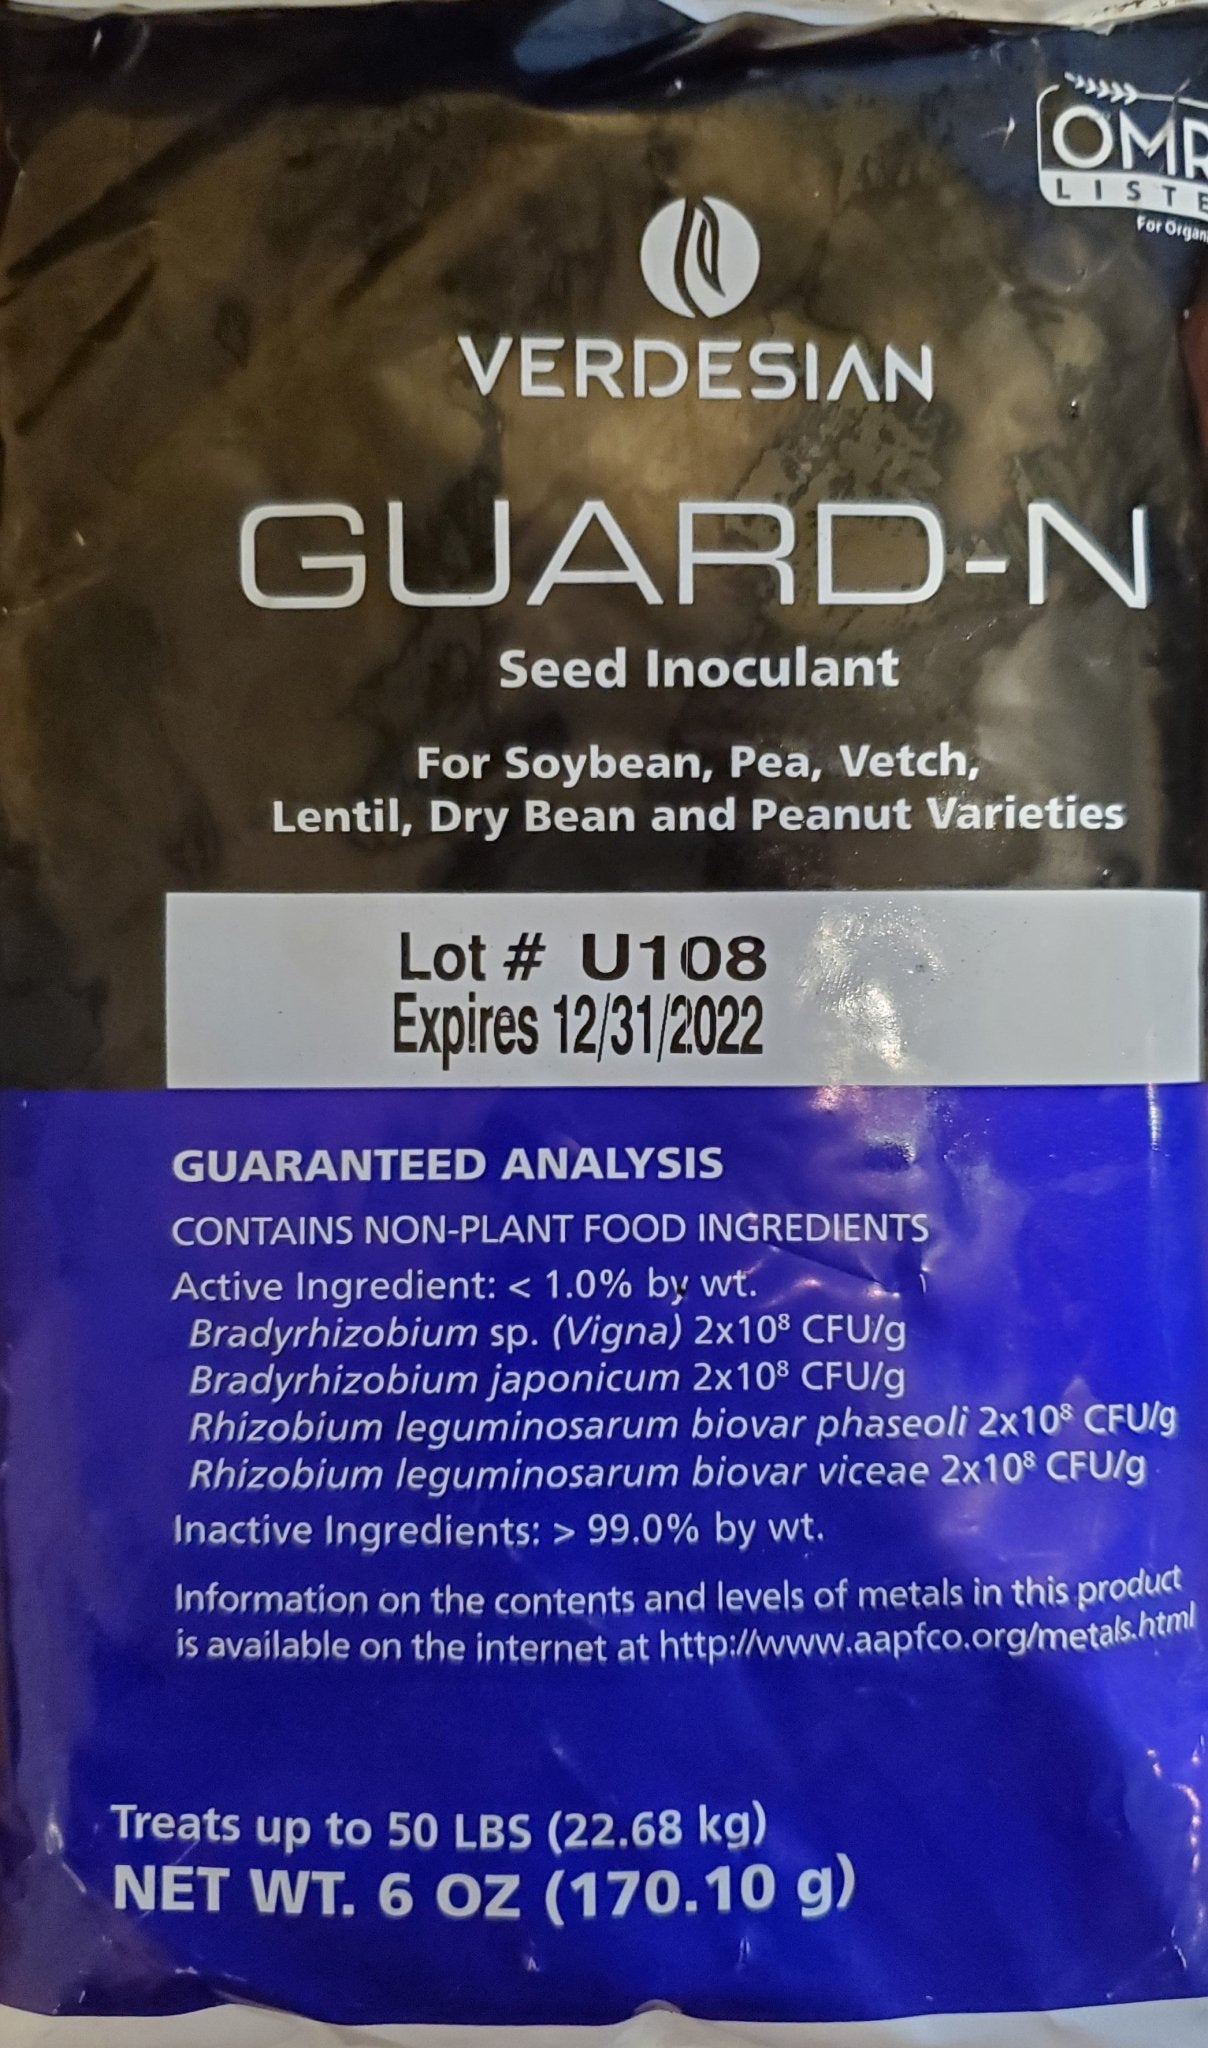 OMR
LISTE
For Organ
VERDESIAN
GUARD-N
Seed Inoculant
For Soybean, Pea, Vetch,
Lentil, Dry Bean and Peanut Varieties
Lot # U108
Expires 12/31/2022
GUARANTEED ANALYSIS
CONTAINS NON-PLANT FOOD INGREDIENTS
Active Ingredient: < 1.0% by wt.
Bradyrhizobium sp. (Vigna) 2x10⁸ CFU/g
Bradyrhizobium japonicum 2x10⁸ CFU/g
Rhizobium leguminosarum biovar phaseoli 2x10⁸ CFU/g
Rhizobium leguminosarum biovar viceae 2x10⁸ CFU/g
Inactive Ingredients: > 99.0% by wt.
Information on the contents and levels of metals in this product
is available on the internet at http://www.aapfco.org/metals.html
Treats up to 50 LBS (22.68 kg)
NET WT. 6 OZ (170.10 g)